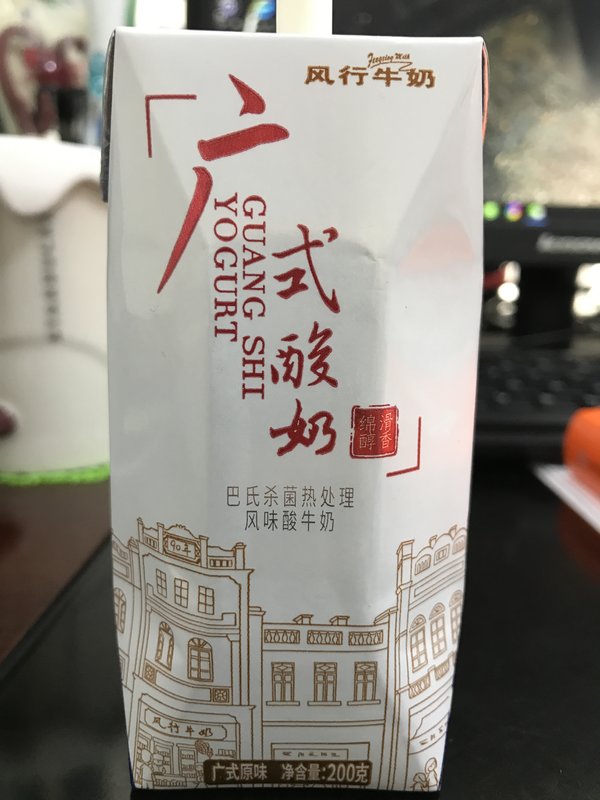 Fengxing Milk
风行牛奶
广式酸奶
GUANG SHI
YOGURT
滑香
绵醇
巴氏杀菌热处理
风味酸牛奶
90年
风行牛奶
广式原味 净含量:200克